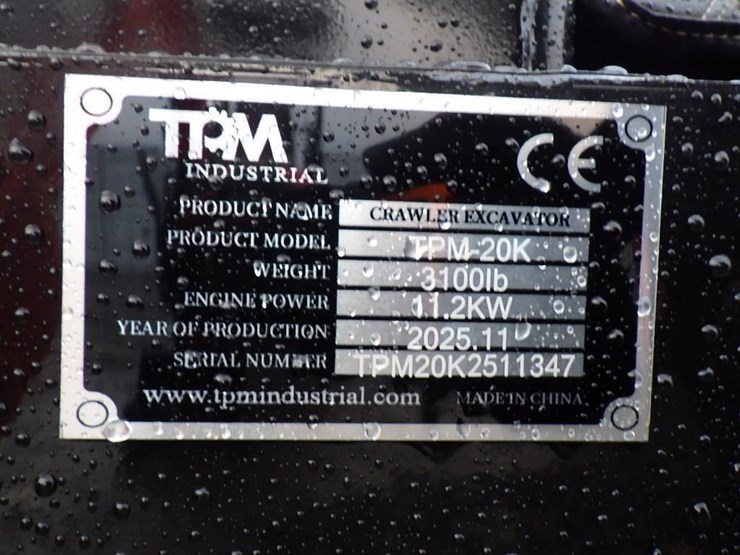 TPM
INDUSTRIAL
CE
PRODUCT NAME CRAWLER EXCAVATOR
PRODUCT MODEL TPM-20K
WEIGHT 3100lb
ENGINE POWER 11.2KW
YEAR OF PRODUCTION 2025.11
SERIAL NUMBER TPM20K2511347
www.tpmindustrial.com MADE IN CHINA